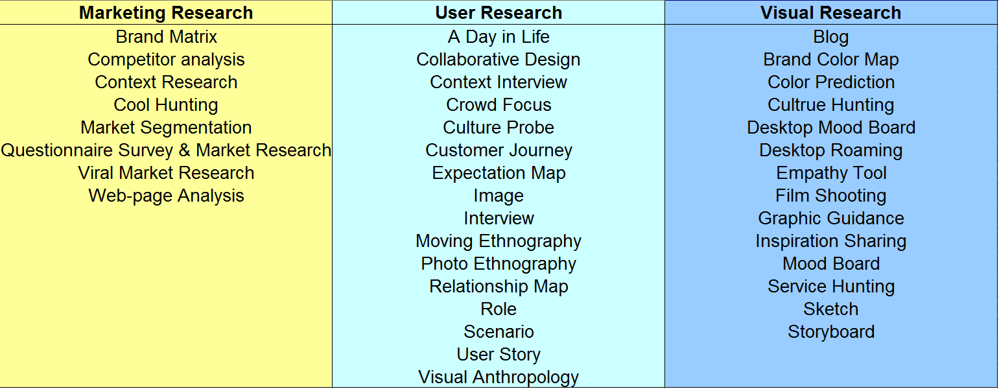 Marketing Research
Brand Matrix
Competitor analysis
Context Research
Cool Hunting
Market Segmentation
Questionnaire Survey & Market Research
Viral Market Research
Web-page Analysis
User Research
A Day in Life
Collaborative Design
Context Interview
Crowd Focus
Culture Probe
Customer Journey
Expectation Map
Image
Interview
Moving Ethnography
Photo Ethnography
Relationship Map
Role
Scenario
User Story
Visual Anthropology
Visual Research
Blog
Brand Color Map
Color Prediction
Cultrue Hunting
Desktop Mood Board
Desktop Roaming
Empathy Tool
Film Shooting
Graphic Guidance
Inspiration Sharing
Mood Board
Service Hunting
Sketch
Storyboard